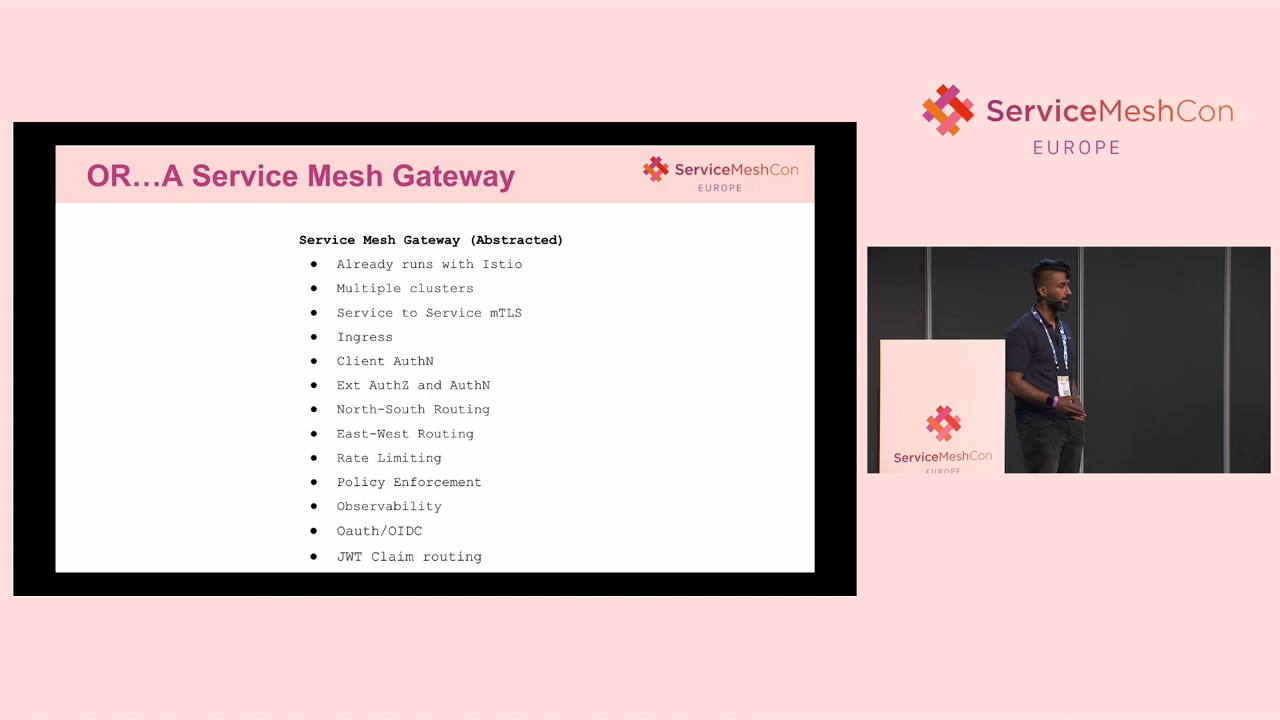 OR...A Service Mesh Gateway
ServiceMeshCon
EUROPE
Service Mesh Gateway (Abstracted)
● Already runs with Istio
● Multiple clusters
● Service to Service mTLS
● Ingress
● Client AuthN
● Ext AuthZ and AuthN
● North-South Routing
● East-West Routing
● Rate Limiting
● Policy Enforcement
● Observability
● Oauth/OIDC
● JWT Claim routing
ServiceMeshCon
EUROPE
ServiceMeshCon
EUROPE